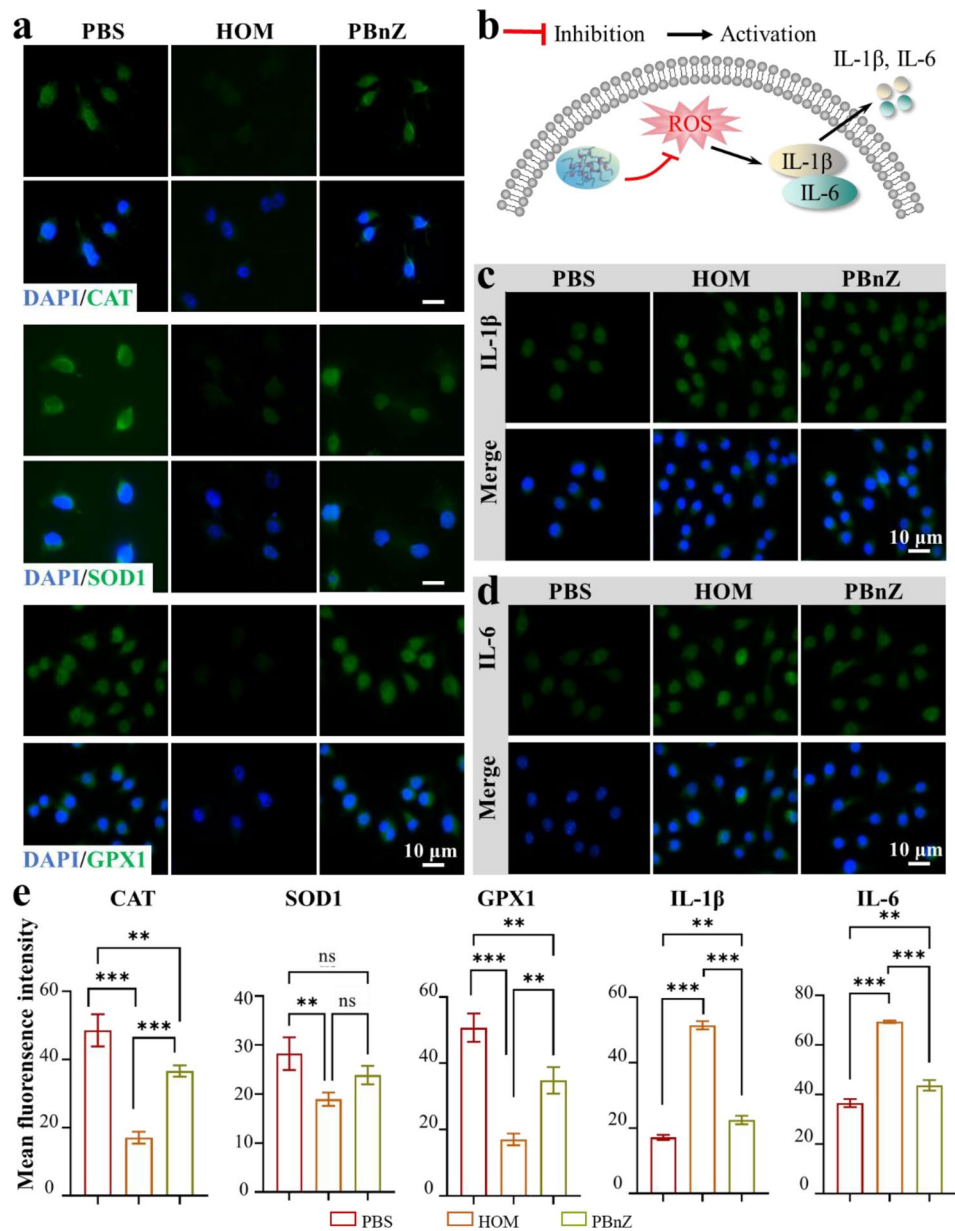 a
PBS HOM PBnZ
DAPI/CAT
DAPI/SOD1
DAPI/GPX1
10 μm
b
Inhibition Activation
IL-1β, IL-6
ROS
IL-1β
IL-6
c
PBS HOM PBnZ
IL-1β
Merge
10 μm
d
PBS HOM PBnZ
IL-6
Merge
10 μm
e
CAT SOD1 GPX1 IL-1β IL-6
Mean fluorensence intensity
** *** ***
60
40
20
0
ns ** ns
40
30
20
10
0
** *** **
60
40
20
0
** *** ***
60
40
20
0
** *** ***
80
60
40
20
0
PBS HOM PBnZ